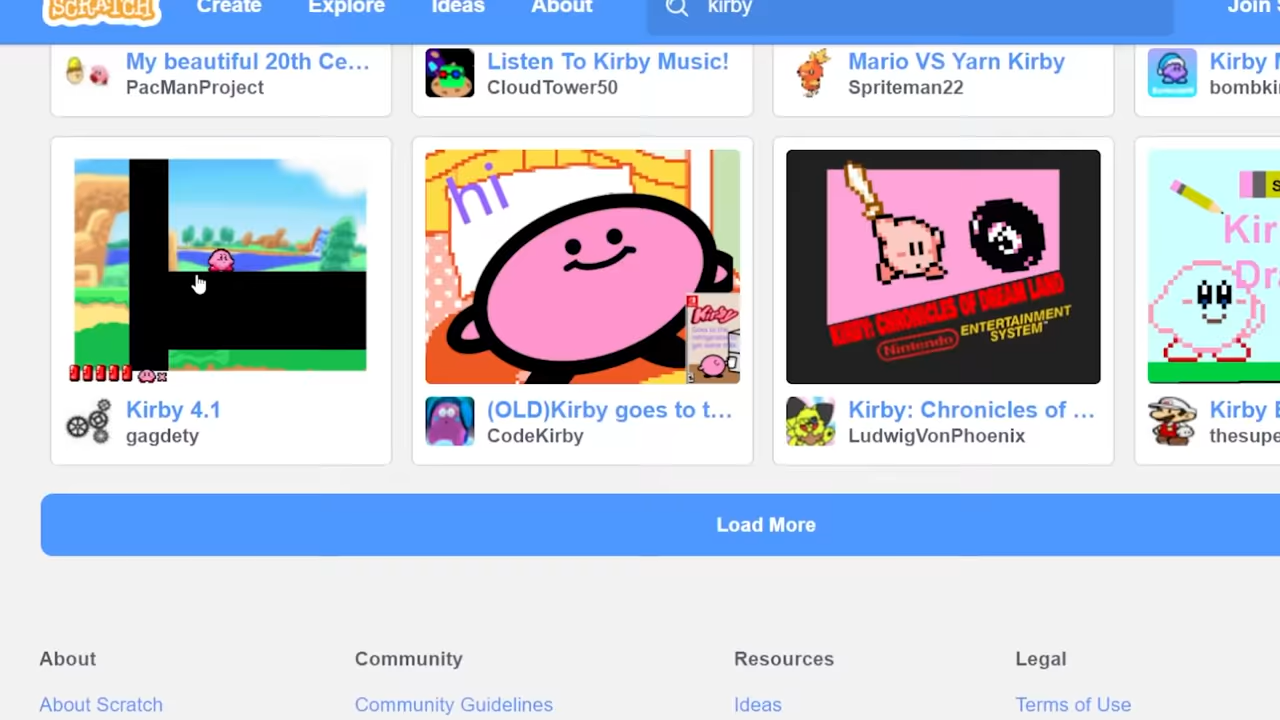 SCRATCH Create Explore Ideas About kirby Join
My beautiful 20th Ce... Listen To Kirby Music! Mario VS Yarn Kirby Kirby
PacManProject CloudTower50 Spriteman22
hi
Kirby
KIRBY: CHRONICLES OF DREAM LAND
Nintendo ENTERTAINMENT
SYSTEM™
Kirby 4.1 (OLD)Kirby goes to t... Kirby: Chronicles of ... Kirby
gagdety CodeKirby LudwigVonPhoenix
Load More
About Community Resources Legal
About Scratch Community Guidelines Ideas Terms of Use